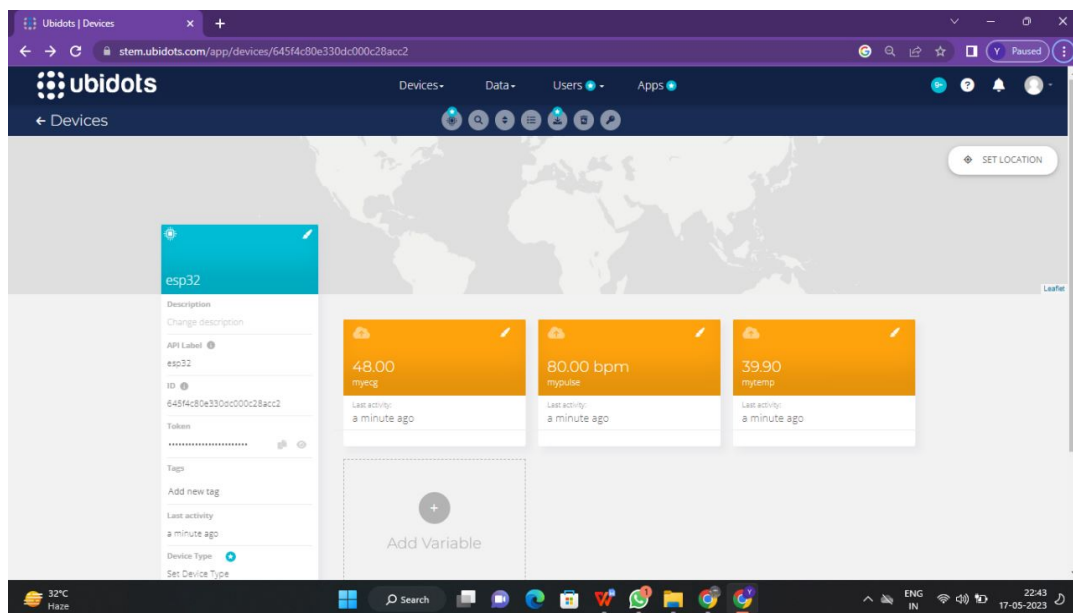 Ubidots | Devices
stem.ubidots.com/app/devices/645f4c80e330dc000c28acc2
Y Paused
ubidots
Devices
Data
Users
Apps
← Devices
SET LOCATION
Leaflet
esp32
Description
Change description
API Label
esp32
ID
645f4c80e330dc000c28acc2
Token
••••••••••••••••••••••••
Tags
Add new tag
Last activity
a minute ago
Device Type
Set Device Type
48.00
myecg
Last activity:
a minute ago
80.00 bpm
mypulse
Last activity:
a minute ago
39.90
mytemp
Last activity:
a minute ago
Add Variable
32°C
Haze
Search
ENG
IN
22:43
17-05-2023